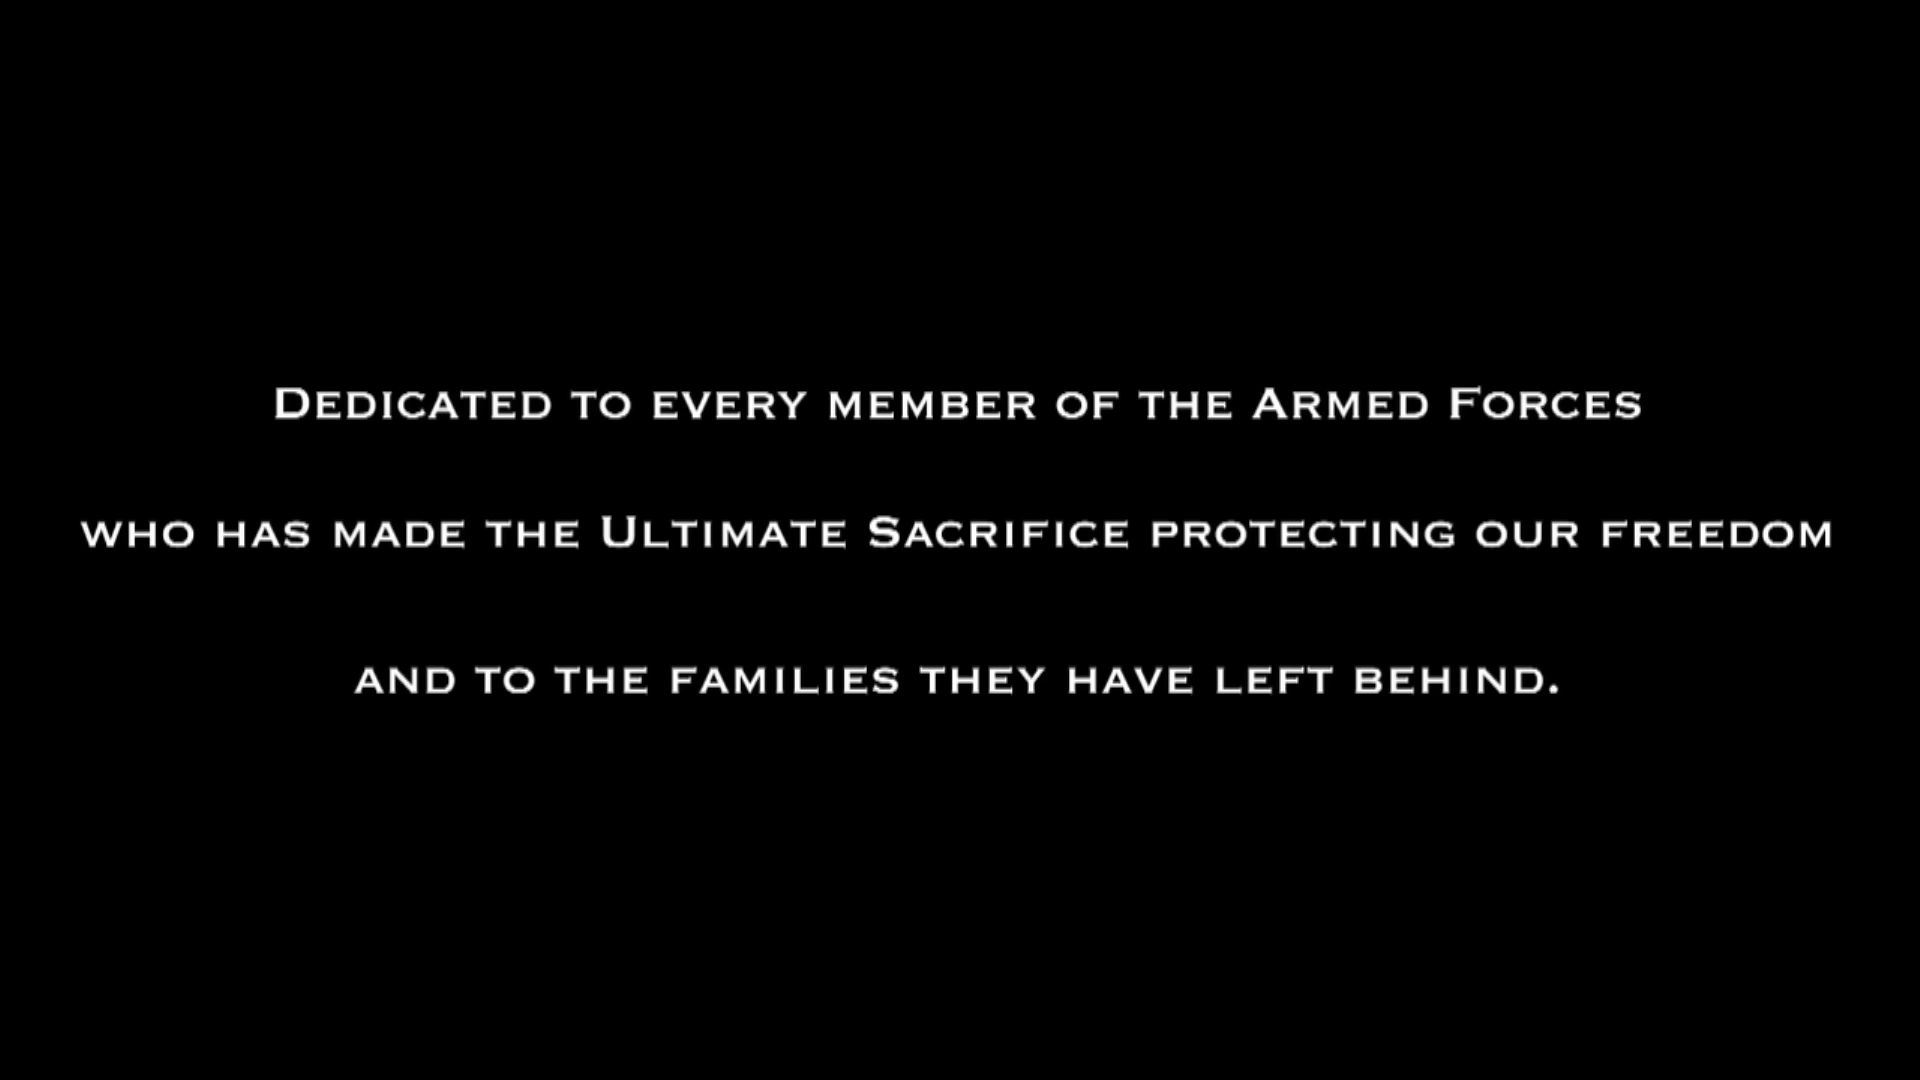 Dedicated to every member of the Armed Forces
who has made the Ultimate Sacrifice protecting our freedom
and to the families they have left behind.